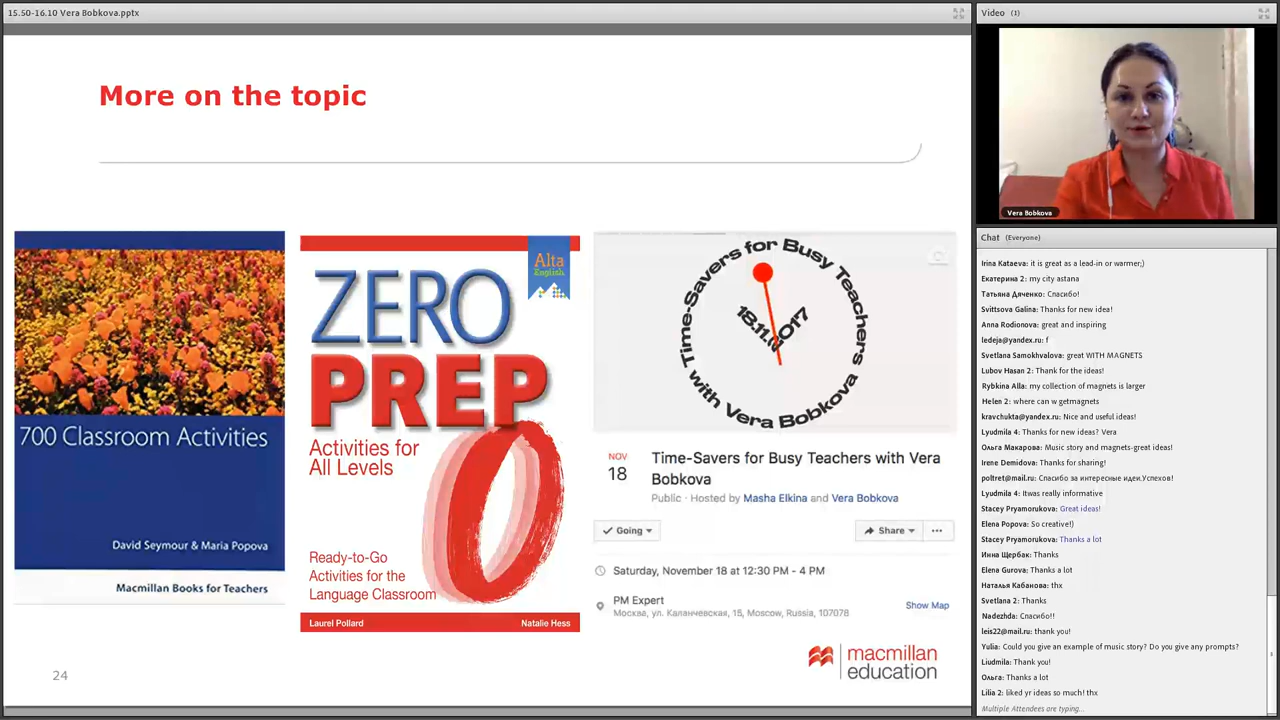 15.50-16.10 Vera Bobkova.pptx
More on the topic
700 Classroom Activities
David Seymour & Maria Popova
Macmillan Books for Teachers
Alta
English
ZERO
PREP
Activities for
All Levels
Ready-to-Go
Activities for the
Language Classroom
Laurel Pollard
Natalie Hess
Time-Savers for Busy Teachers
with Vera Bobkova
18.11.2017
NOV
18
Time-Savers for Busy Teachers with Vera
Bobkova
Public · Hosted by Masha Elkina and Vera Bobkova
Going
Share
Saturday, November 18 at 12:30 PM - 4 PM
PM Expert
Москва, ул. Каланчевская, 15, Moscow, Russia, 107078
Show Map
24
macmillan
education
Video (1)
Vera Bobkova
Chat (Everyone)
Irina Kataeva: it is great as a lead-in or warmer;)
Екатерина 2: my city astana
Татьяна Дяченко: Спасибо!
Svittsova Galina: Thanks for new idea!
Anna Rodionova: great and inspiring
ledeja@yandex.ru: f
Svetlana Samokhvalova: great WITH MAGNETS
Lubov Hasan 2: Thank for the ideas!
Rybkina Alla: my collection of magnets is larger
Helen 2: where can w getmagnets
kravchukta@yandex.ru: Nice and useful ideas!
Lyudmila 4: Thanks for new ideas? Vera
Ольга Макарова: Music story and magnets-great ideas!
Irene Demidova: Thanks for sharing!
poltret@mail.ru: Спасибо за интересные идеи.Успехов!
Lyudmila 4: Itwas really informative
Stacey Pryamorukova: Great ideas!
Elena Popova: So creative!)
Stacey Pryamorukova: Thanks a lot
Инна Щербак: Thanks
Elena Gurova: Thanks a lot
Наталья Кабанова: thx
Svetlana 2: Thanks
Nadezhda: Спасибо!!
leis22@mail.ru: thank you!
Yulia: Could you give an example of music story? Do you give any prompts?
Liudmila: Thank you!
Ольга: Thanks a lot
Lilia 2: liked yr ideas so much! thx
Multiple Attendees are typing...